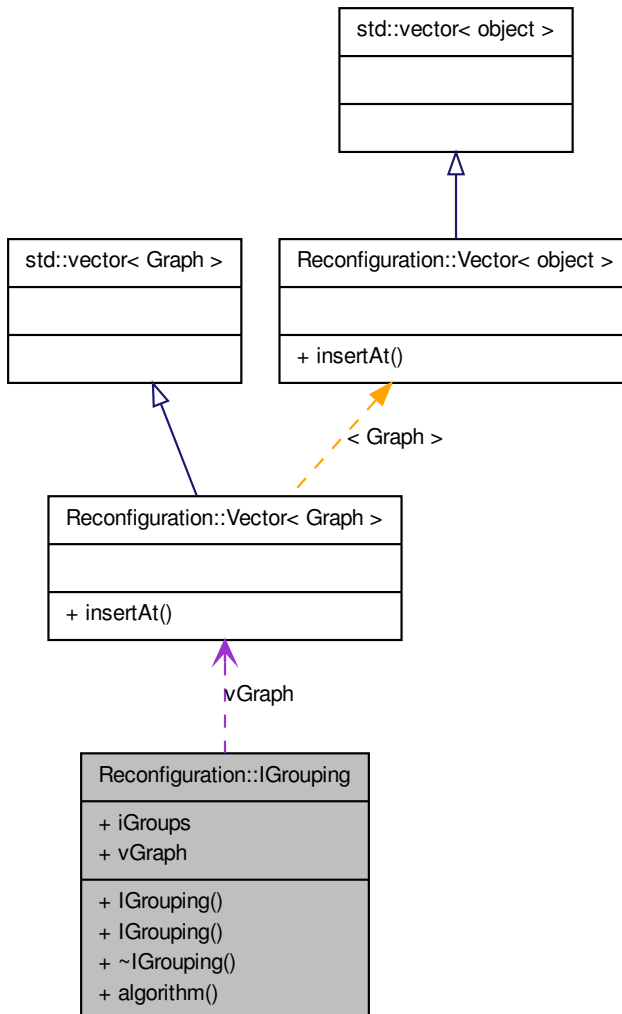 std::vector< object >
std::vector< Graph >
Reconfiguration::Vector< object >
+ insertAt()
< Graph >
Reconfiguration::Vector< Graph >
+ insertAt()
vGraph
Reconfiguration::IGrouping
+ iGroups
+ vGraph
+ IGrouping()
+ IGrouping()
+ ~IGrouping()
+ algorithm()